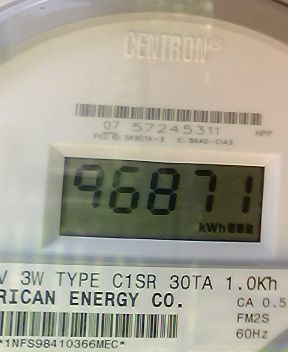 CENTRON®
07 57245311 HPP
96871
kWh
V 3W TYPE C1SR 30TA 1.0Kh
RICAN ENERGY CO. CA 0.5
FM2S
*1NFS98410366MEC* 60Hz